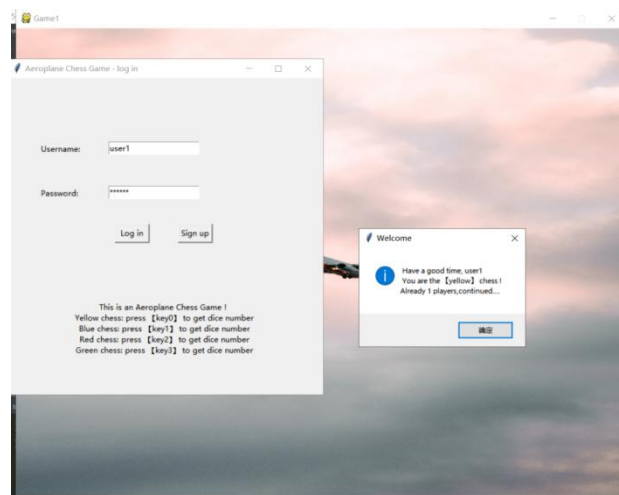 Game1
Aeroplane Chess Game - log in
Username:
user1
Password:
******
Log in
Sign up
This is an Aeroplane Chess Game !
Yellow chess: press 【key0】 to get dice number
Blue chess: press 【key1】 to get dice number
Red chess: press 【key2】 to get dice number
Green chess: press 【key3】 to get dice number
Welcome
Have a good time, user1
You are the 【yellow】 chess !
Already 1 players,continued....
确定